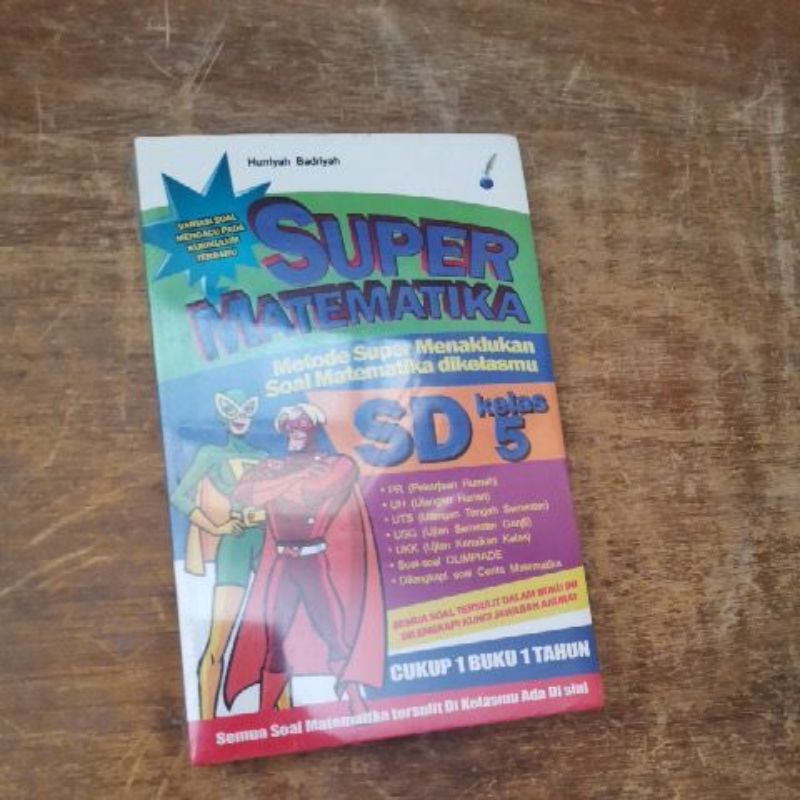 Hurriyah Badriyah
VARIASI SOAL
MENGACU PADA
KURIKULUM
TERBARU
SUPER
MATEMATIKA
Metode Super Menaklukan
Soal Matematika dikelasmu
SD kelas 5
• PR (Pekerjaan Rumah)
• UH (Ulangan Harian)
• UTS (Ulangan Tengah Semester)
• USG (Ujian Semester Ganjil)
• UKK (Ujian Kenaikan Kelas)
• Soal-soal OLIMPIADE
• Dilengkapi soal Cerita Matematika
SEMUA SOAL TERSULIT DALAM BUKU INI
DILENGKAPI KUNCI JAWABAN AKURAT
CUKUP 1 BUKU 1 TAHUN
Semua Soal Matematika tersulit Di Kelasmu Ada Di sini